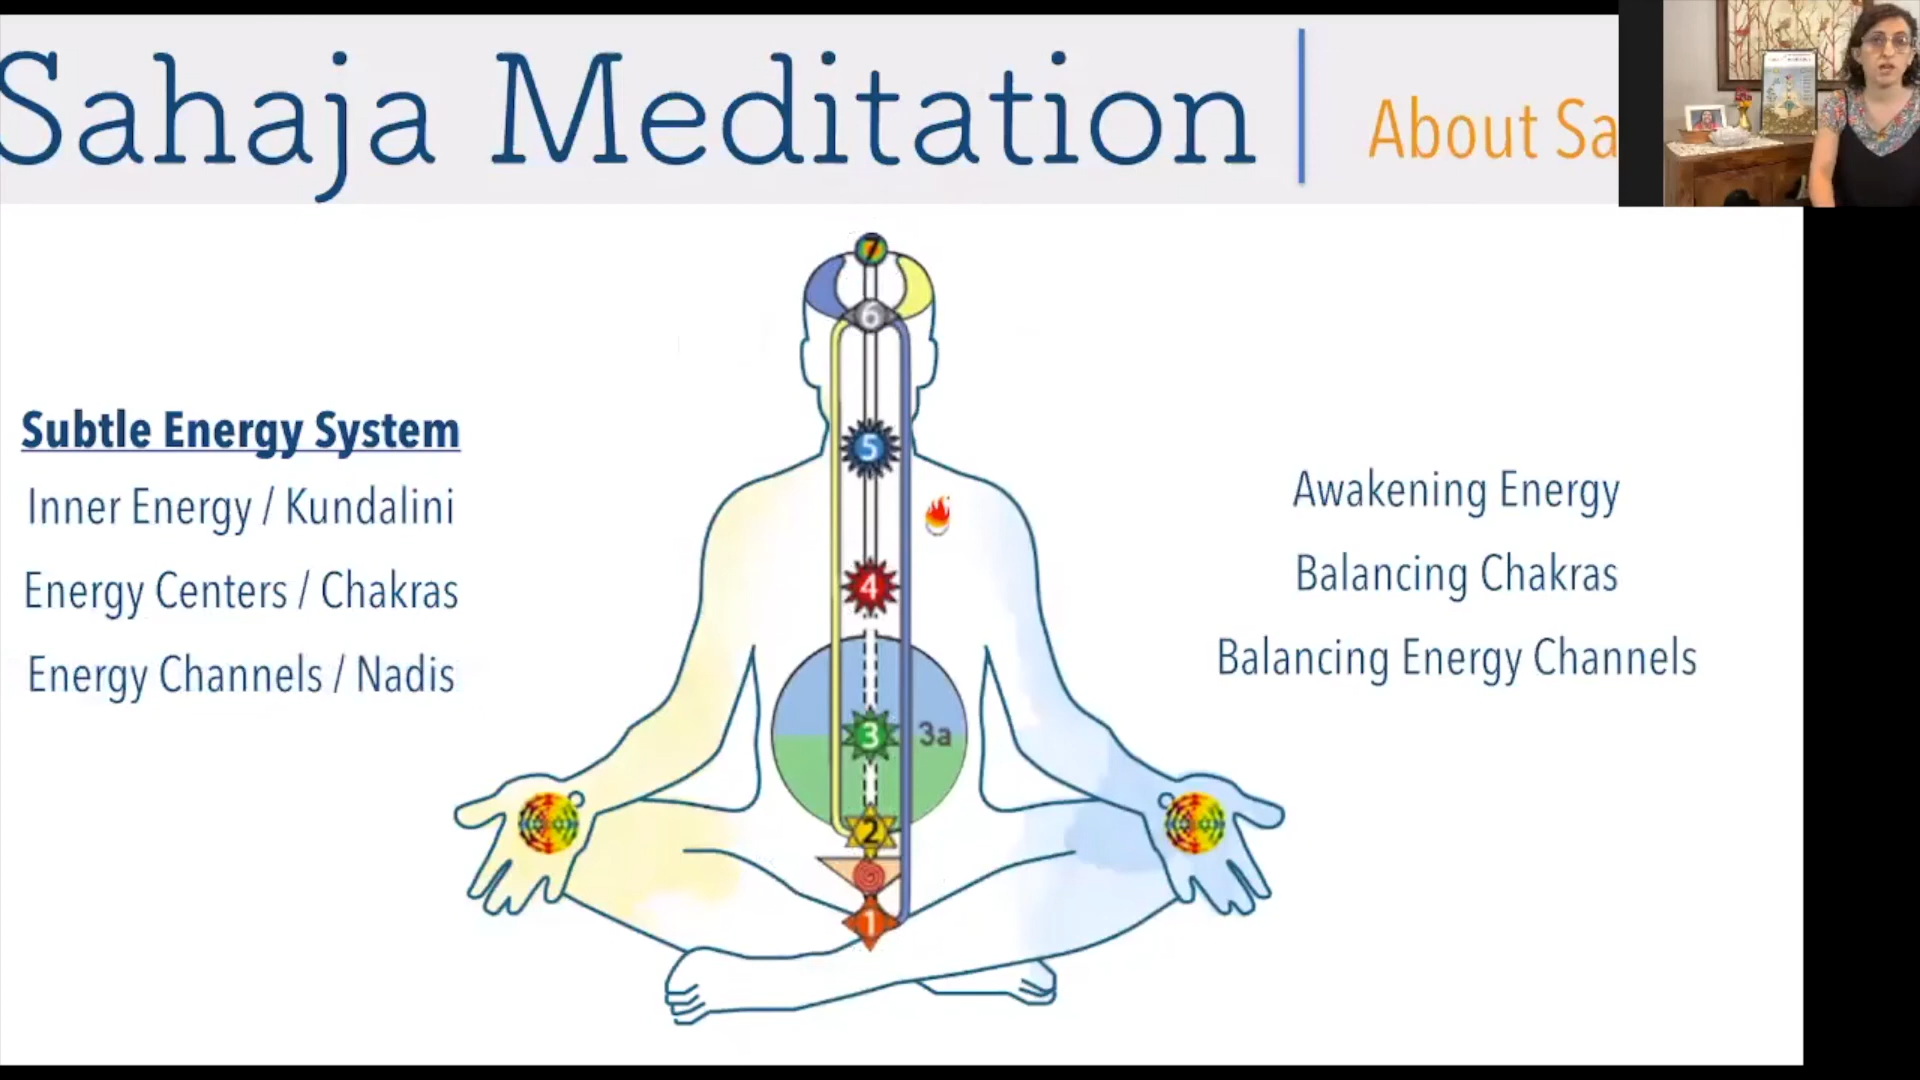 Sahaja Meditation
About Sa
Subtle Energy System
Inner Energy / Kundalini
Energy Centers / Chakras
Energy Channels / Nadis
Awakening Energy
Balancing Chakras
Balancing Energy Channels
7
6
5
4
3 3a
2
1